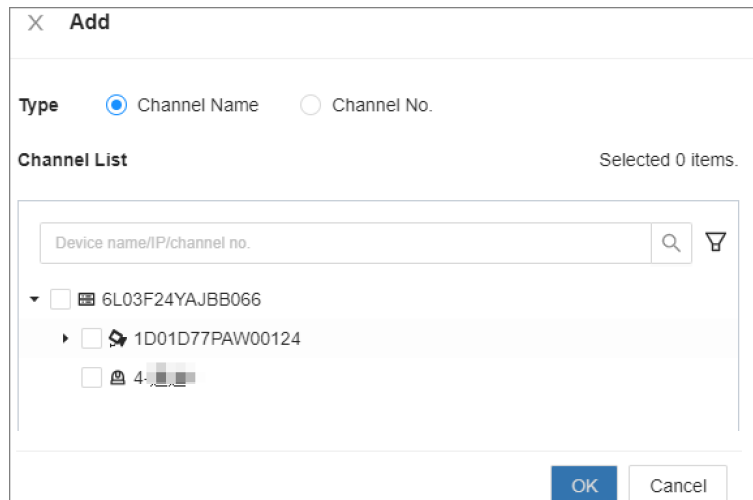 Add
Type Channel Name Channel No.
Channel List Selected 0 items.
Device name/IP/channel no.
6L03F24YAJBB066
1D01D77PAW00124
4-
OK Cancel